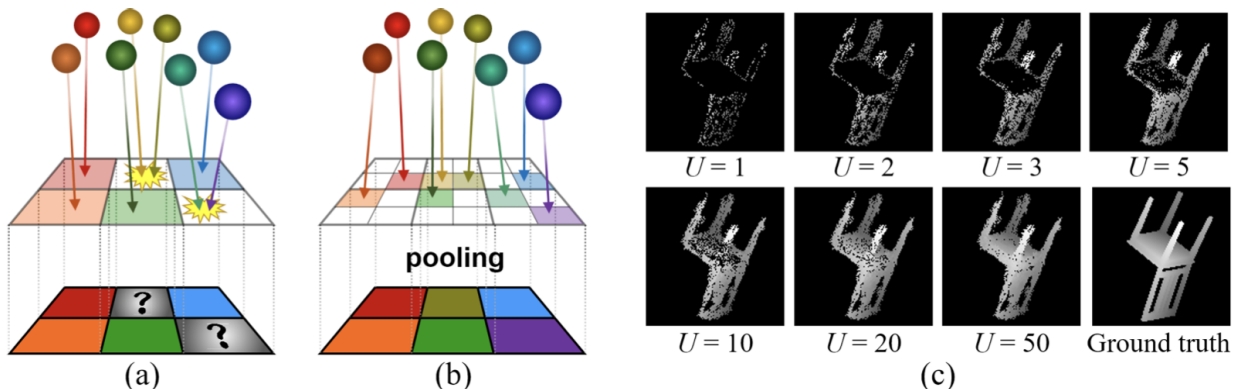 ?
?
pooling
(a)
(b)
U = 1
U = 2
U = 3
U = 5
U = 10
U = 20
U = 50
Ground truth
(c)